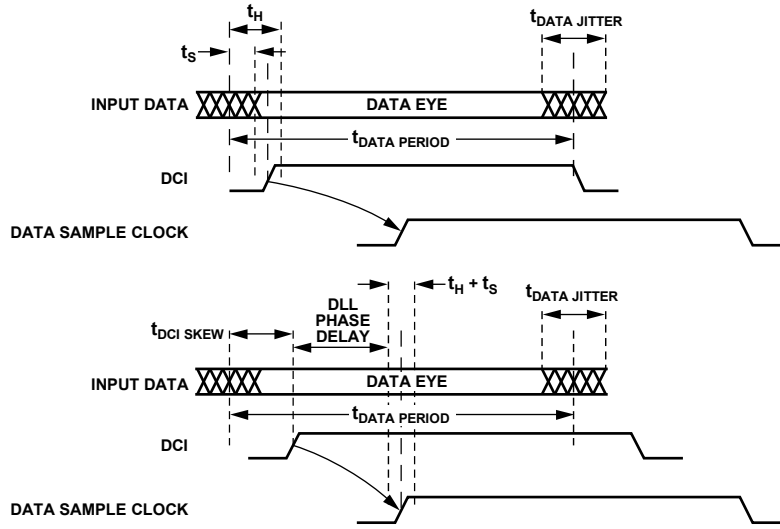 tH
tDATA JITTER
tS
INPUT DATA
DATA EYE
tDATA PERIOD
DCI
DATA SAMPLE CLOCK
tH + tS
DLL
PHASE
DELAY
tDATA JITTER
tDCI SKEW
INPUT DATA
DATA EYE
tDATA PERIOD
DCI
DATA SAMPLE CLOCK